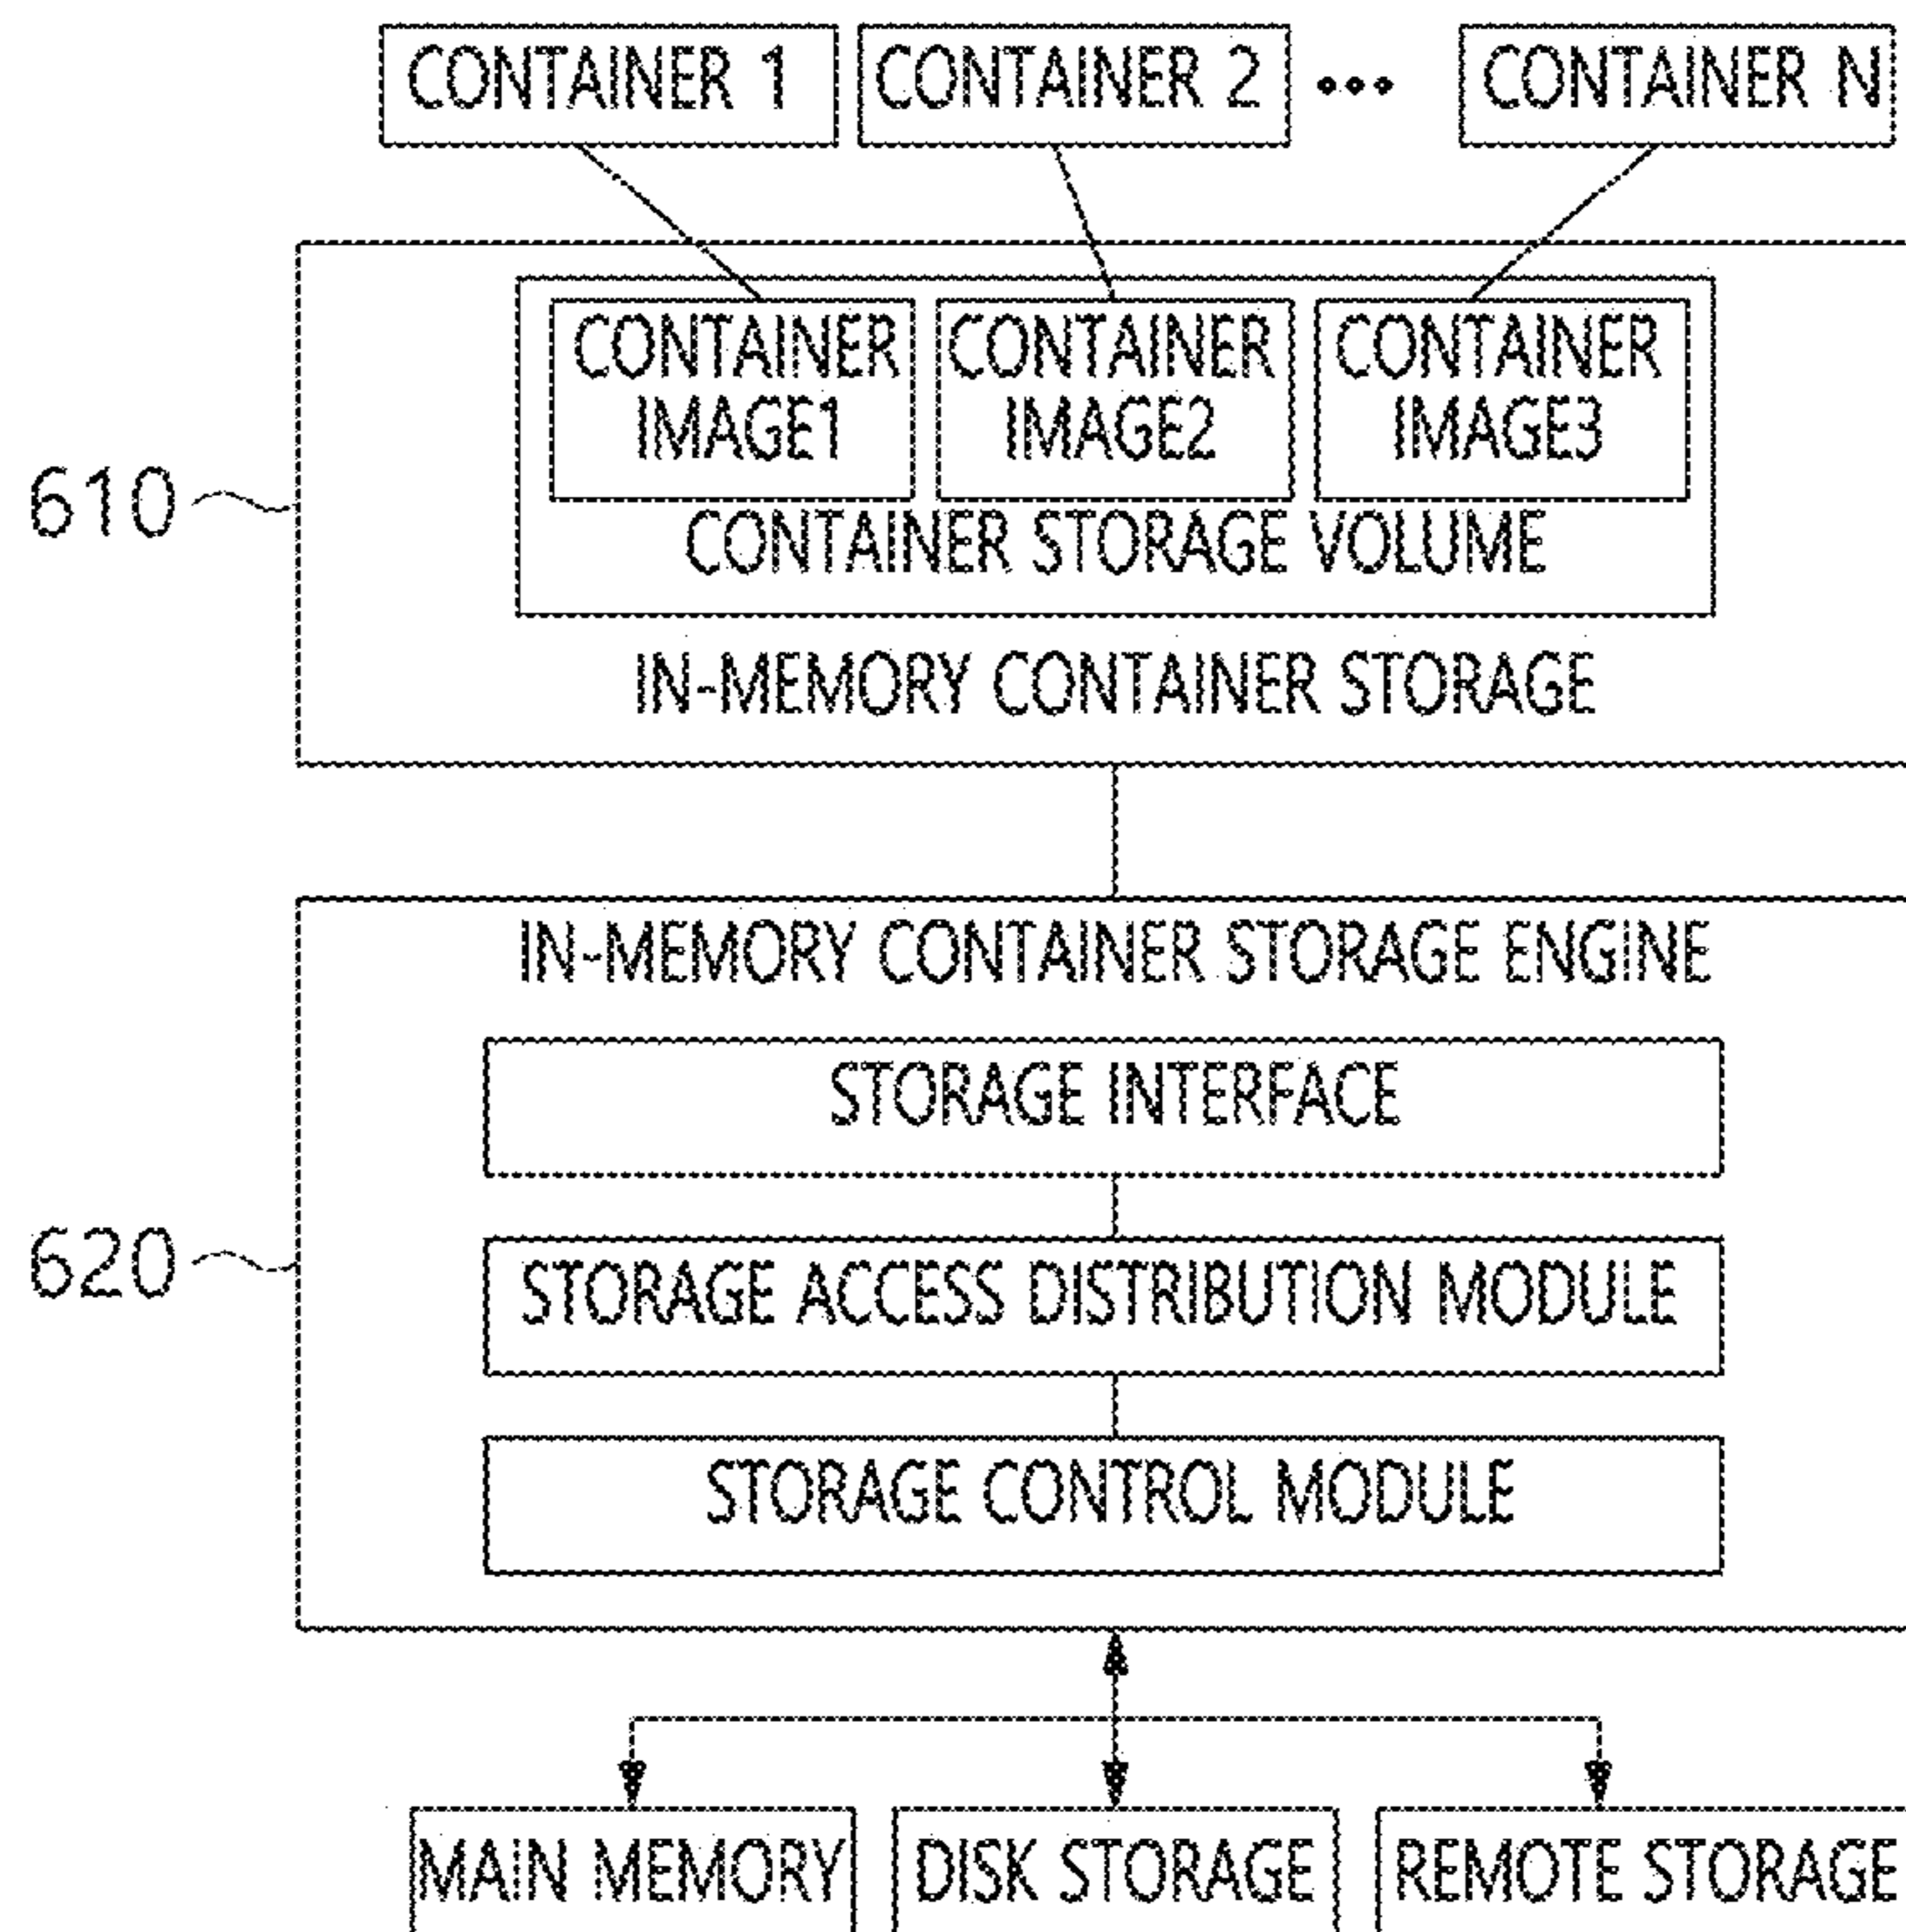 CONTAINER 1 CONTAINER 2 ••• CONTAINER N
CONTAINER CONTAINER CONTAINER
IMAGE1 IMAGE2 IMAGE3
610
CONTAINER STORAGE VOLUME
IN-MEMORY CONTAINER STORAGE
IN-MEMORY CONTAINER STORAGE ENGINE
STORAGE INTERFACE
620
STORAGE ACCESS DISTRIBUTION MODULE
STORAGE CONTROL MODULE
MAIN MEMORY DISK STORAGE REMOTE STORAGE